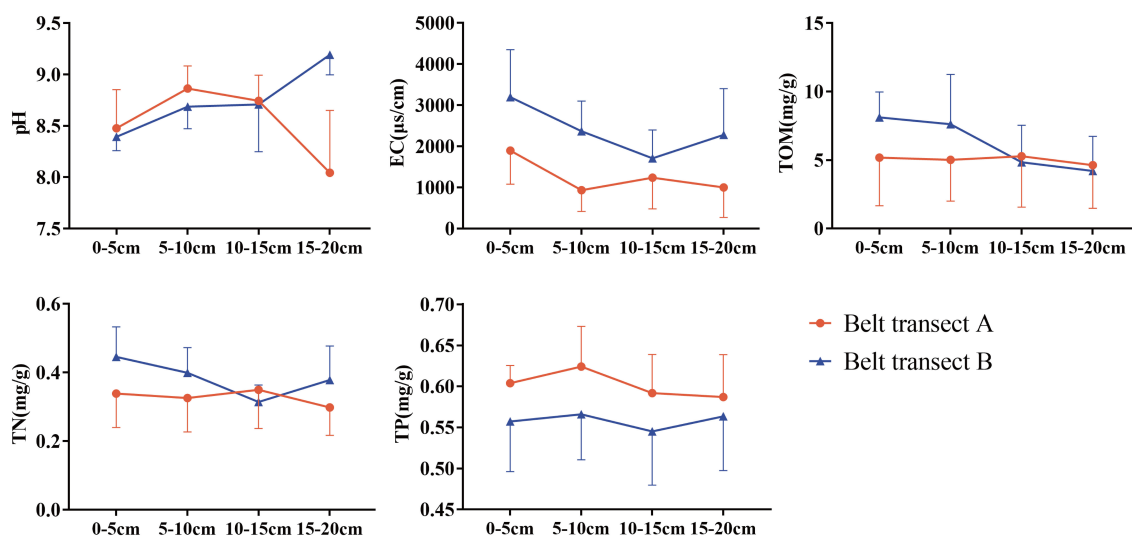 pH
9.5
9.0
8.5
8.0
7.5
0-5cm 5-10cm 10-15cm 15-20cm
EC(μs/cm)
5000
4000
3000
2000
1000
0
0-5cm 5-10cm 10-15cm 15-20cm
TOM(mg/g)
15
10
5
0
0-5cm 5-10cm 10-15cm 15-20cm
TN(mg/g)
0.6
0.4
0.2
0.0
0-5cm 5-10cm 10-15cm 15-20cm
TP(mg/g)
0.70
0.65
0.60
0.55
0.50
0.45
0-5cm 5-10cm 10-15cm 15-20cm
Belt transect A
Belt transect B